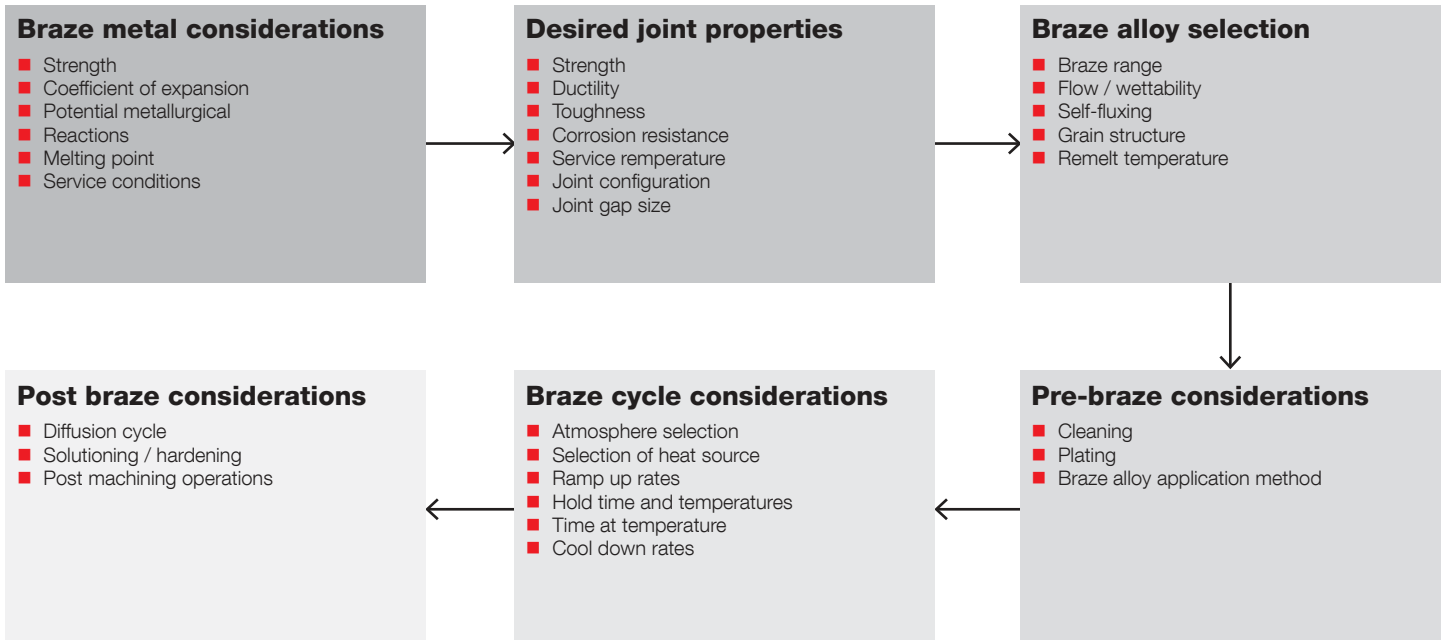 Braze metal considerations
Strength
Coefficient of expansion
Potential metallurgical
Reactions
Melting point
Service conditions
Desired joint properties
Strength
Ductility
Toughness
Corrosion resistance
Service remperature
Joint configuration
Joint gap size
Braze alloy selection
Braze range
Flow / wettability
Self-fluxing
Grain structure
Remelt temperature
Pre-braze considerations
Cleaning
Plating
Braze alloy application method
Braze cycle considerations
Atmosphere selection
Selection of heat source
Ramp up rates
Hold time and temperatures
Time at temperature
Cool down rates
Post braze considerations
Diffusion cycle
Solutioning / hardening
Post machining operations